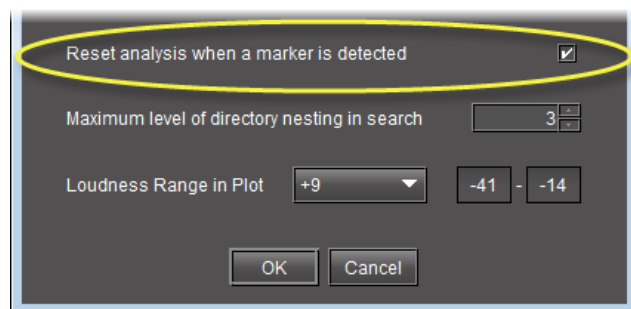 Reset analysis when a marker is detected
Maximum level of directory nesting in search 3
Loudness Range in Plot +9 -41 - -14
OK Cancel